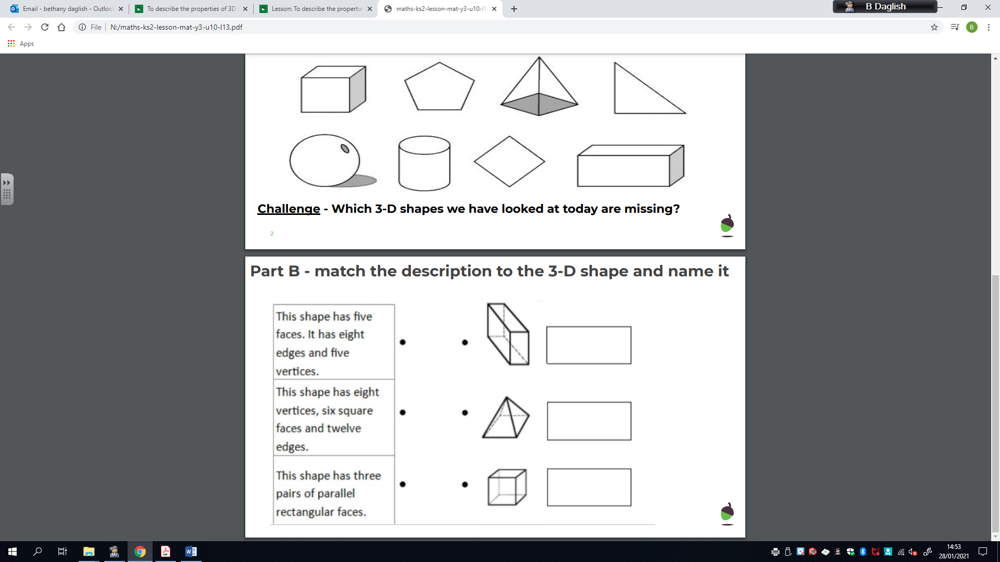 Email - bethany daglish - Outloo
To describe the properties of 3D
Lesson: To describe the propertie
maths-ks2-lesson-mat-y3-u10-l1
B Daglish
File
N:/maths-ks2-lesson-mat-y3-u10-l13.pdf
B
Apps
Challenge - Which 3-D shapes we have looked at today are missing?
2
Part B - match the description to the 3-D shape and name it
This shape has five
faces. It has eight
edges and five
vertices.
This shape has eight
vertices, six square
faces and twelve
edges.
This shape has three
pairs of parallel
rectangular faces.
14:53
28/01/2021